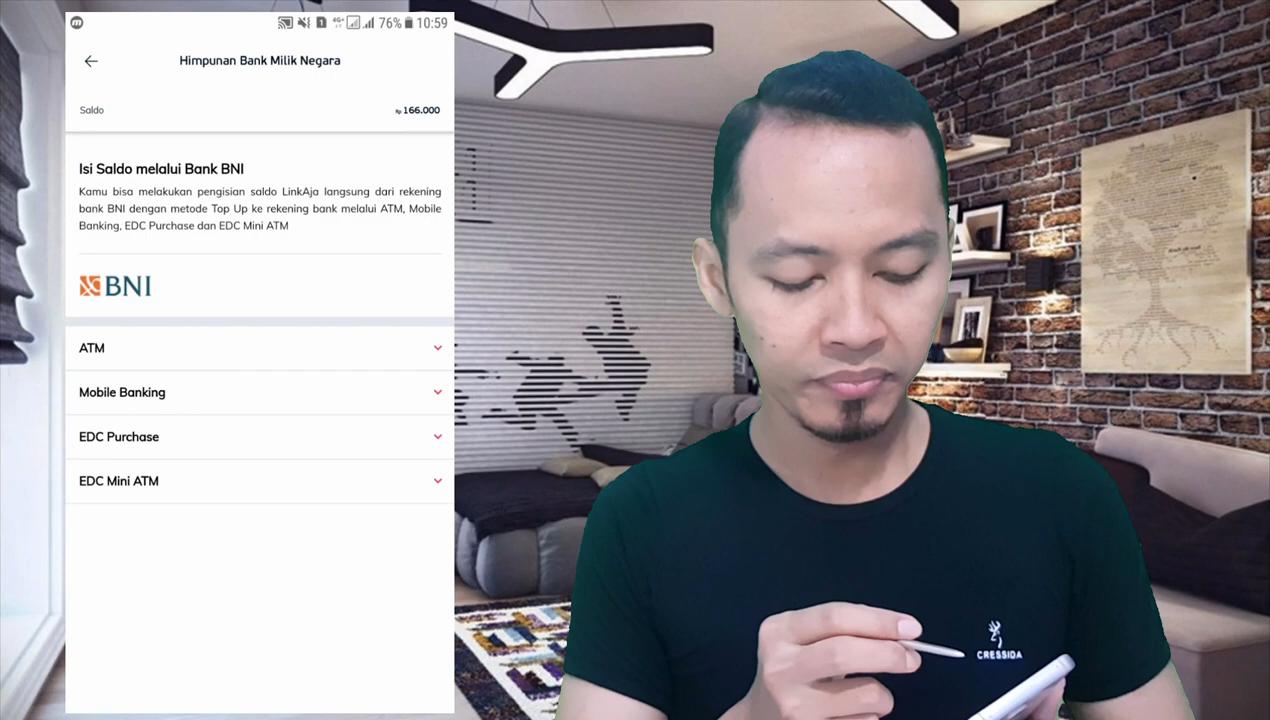 76% 10:59
Himpunan Bank Milik Negara
Saldo Rp 166.000
Isi Saldo melalui Bank BNI
Kamu bisa melakukan pengisian saldo LinkAja langsung dari rekening
bank BNI dengan metode Top Up ke rekening bank melalui ATM, Mobile
Banking, EDC Purchase dan EDC Mini ATM
BNI
ATM
Mobile Banking
EDC Purchase
EDC Mini ATM
CRESSIDA